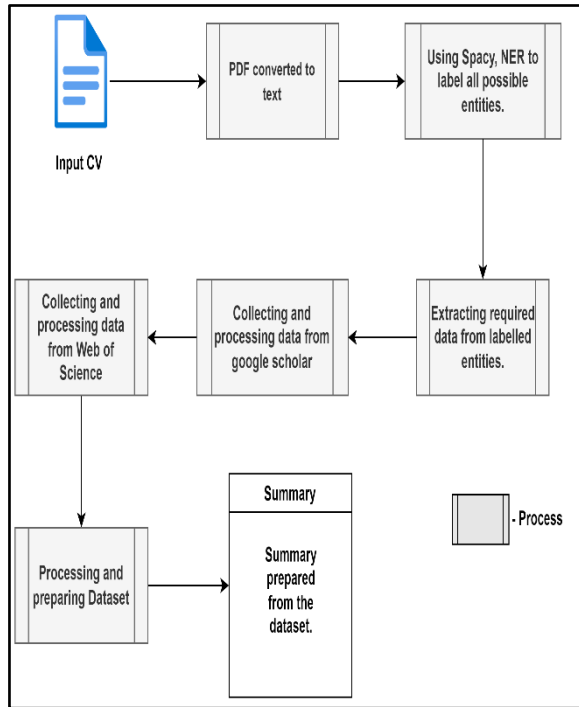 Input CV
PDF converted to
text
Using Spacy, NER to
label all possible
entities.
Extracting required
data from labelled
entities.
Collecting and
processing data from
google scholar
Collecting and
processing data
from Web of
Science
Processing and
preparing Dataset
Summary
Summary
prepared
from the
dataset.
- Process